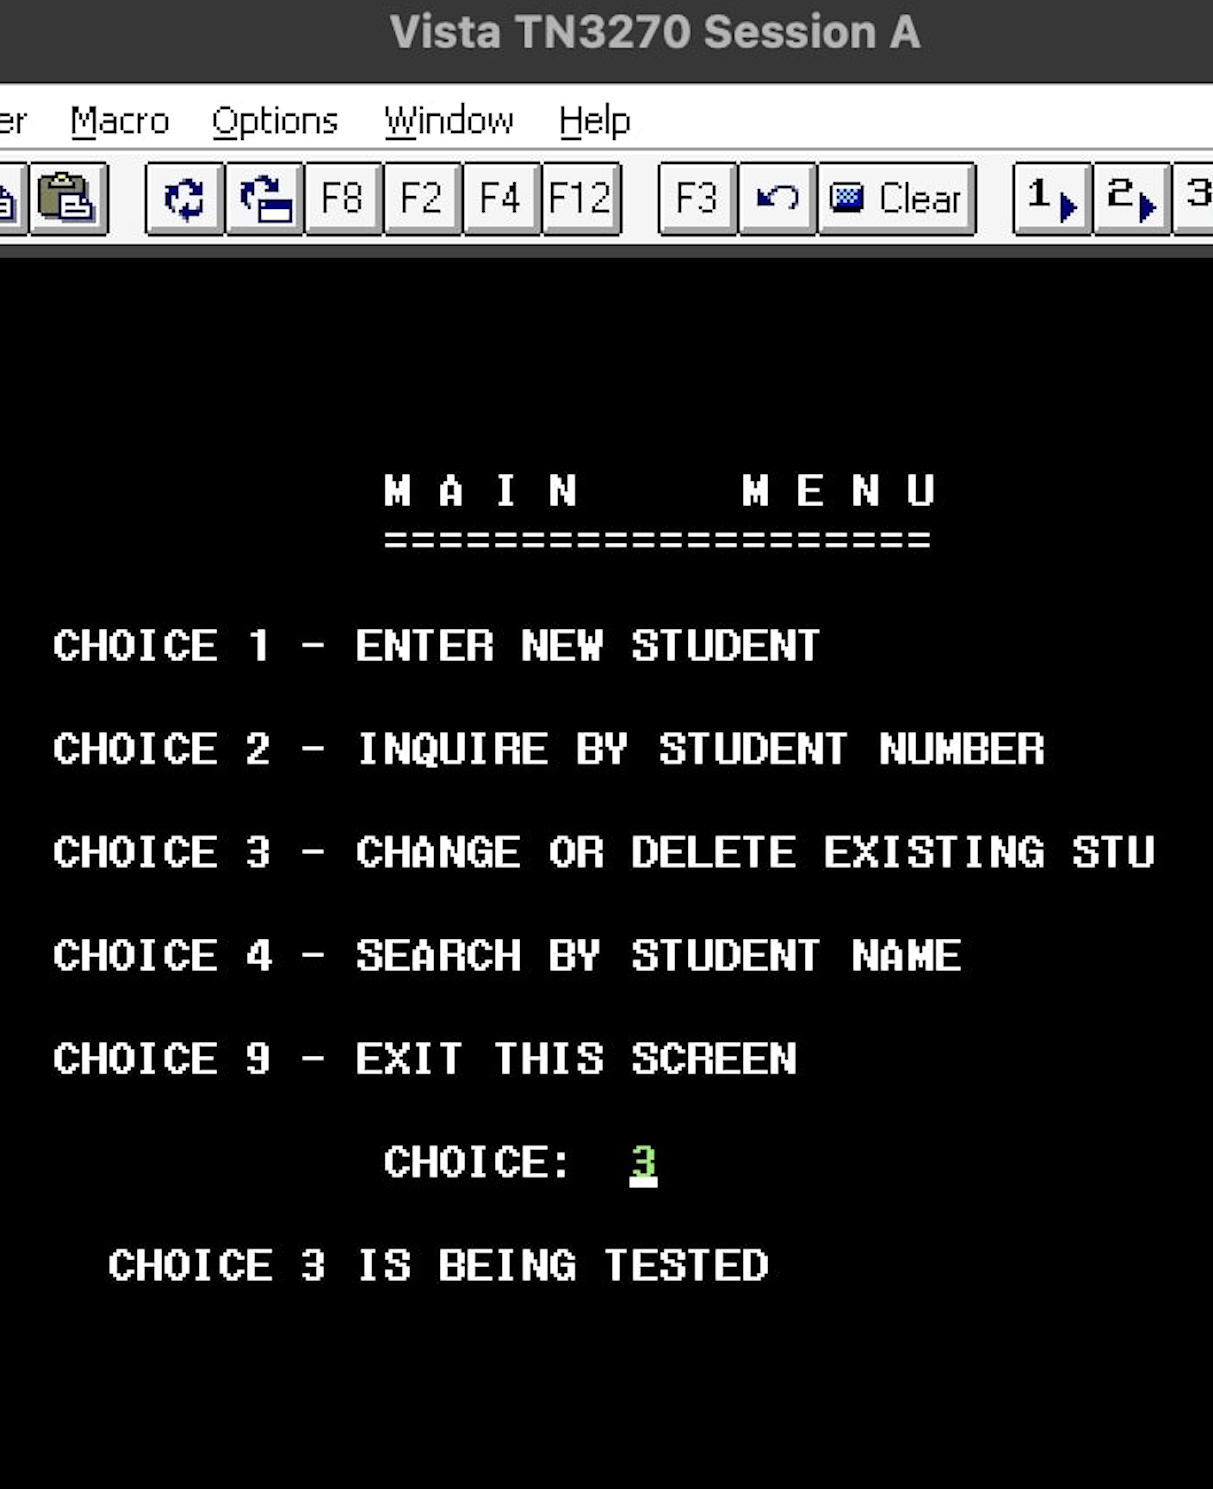 Vista TN3270 Session A
er Macro Options Window Help
F8 F2 F4 F12 F3 Clear 1 2 3
M A I N M E N U
====================
CHOICE 1 - ENTER NEW STUDENT
CHOICE 2 - INQUIRE BY STUDENT NUMBER
CHOICE 3 - CHANGE OR DELETE EXISTING STU
CHOICE 4 - SEARCH BY STUDENT NAME
CHOICE 9 - EXIT THIS SCREEN
CHOICE: 3
CHOICE 3 IS BEING TESTED